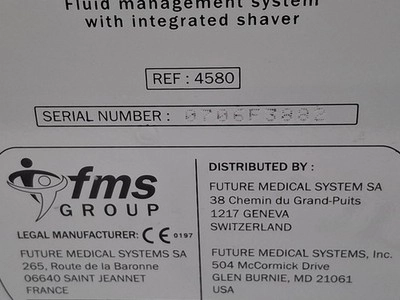 Fluid management system
with integrated shaver
REF : 4580
SERIAL NUMBER : 0706F3882
fms
GROUP
LEGAL MANUFACTURER: CE 0197
FUTURE MEDICAL SYSTEMS SA
265, Route de la Baronne
06640 SAINT JEANNET
FRANCE
DISTRIBUTED BY :
FUTURE MEDICAL SYSTEM SA
38 Chemin du Grand-Puits
1217 GENEVA
SWITZERLAND
FUTURE MEDICAL SYSTEMS, Inc.
504 McCormick Drive
GLEN BURNIE, MD 21061
USA